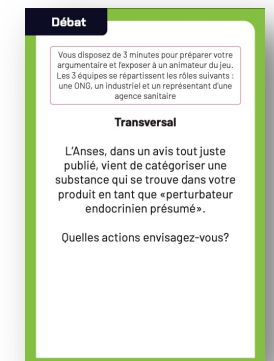 Débat
Vous disposez de 3 minutes pour préparer votre
argumentaire et l'exposer à un animateur du jeu.
Les 3 équipes se répartissent les rôles suivants :
une ONG, un industriel et un représentant d'une
agence sanitaire
Transversal
L'Anses, dans un avis tout juste
publié, vient de catégoriser une
substance qui se trouve dans votre
produit en tant que «perturbateur
endocrinien présumé».
Quelles actions envisagez-vous?